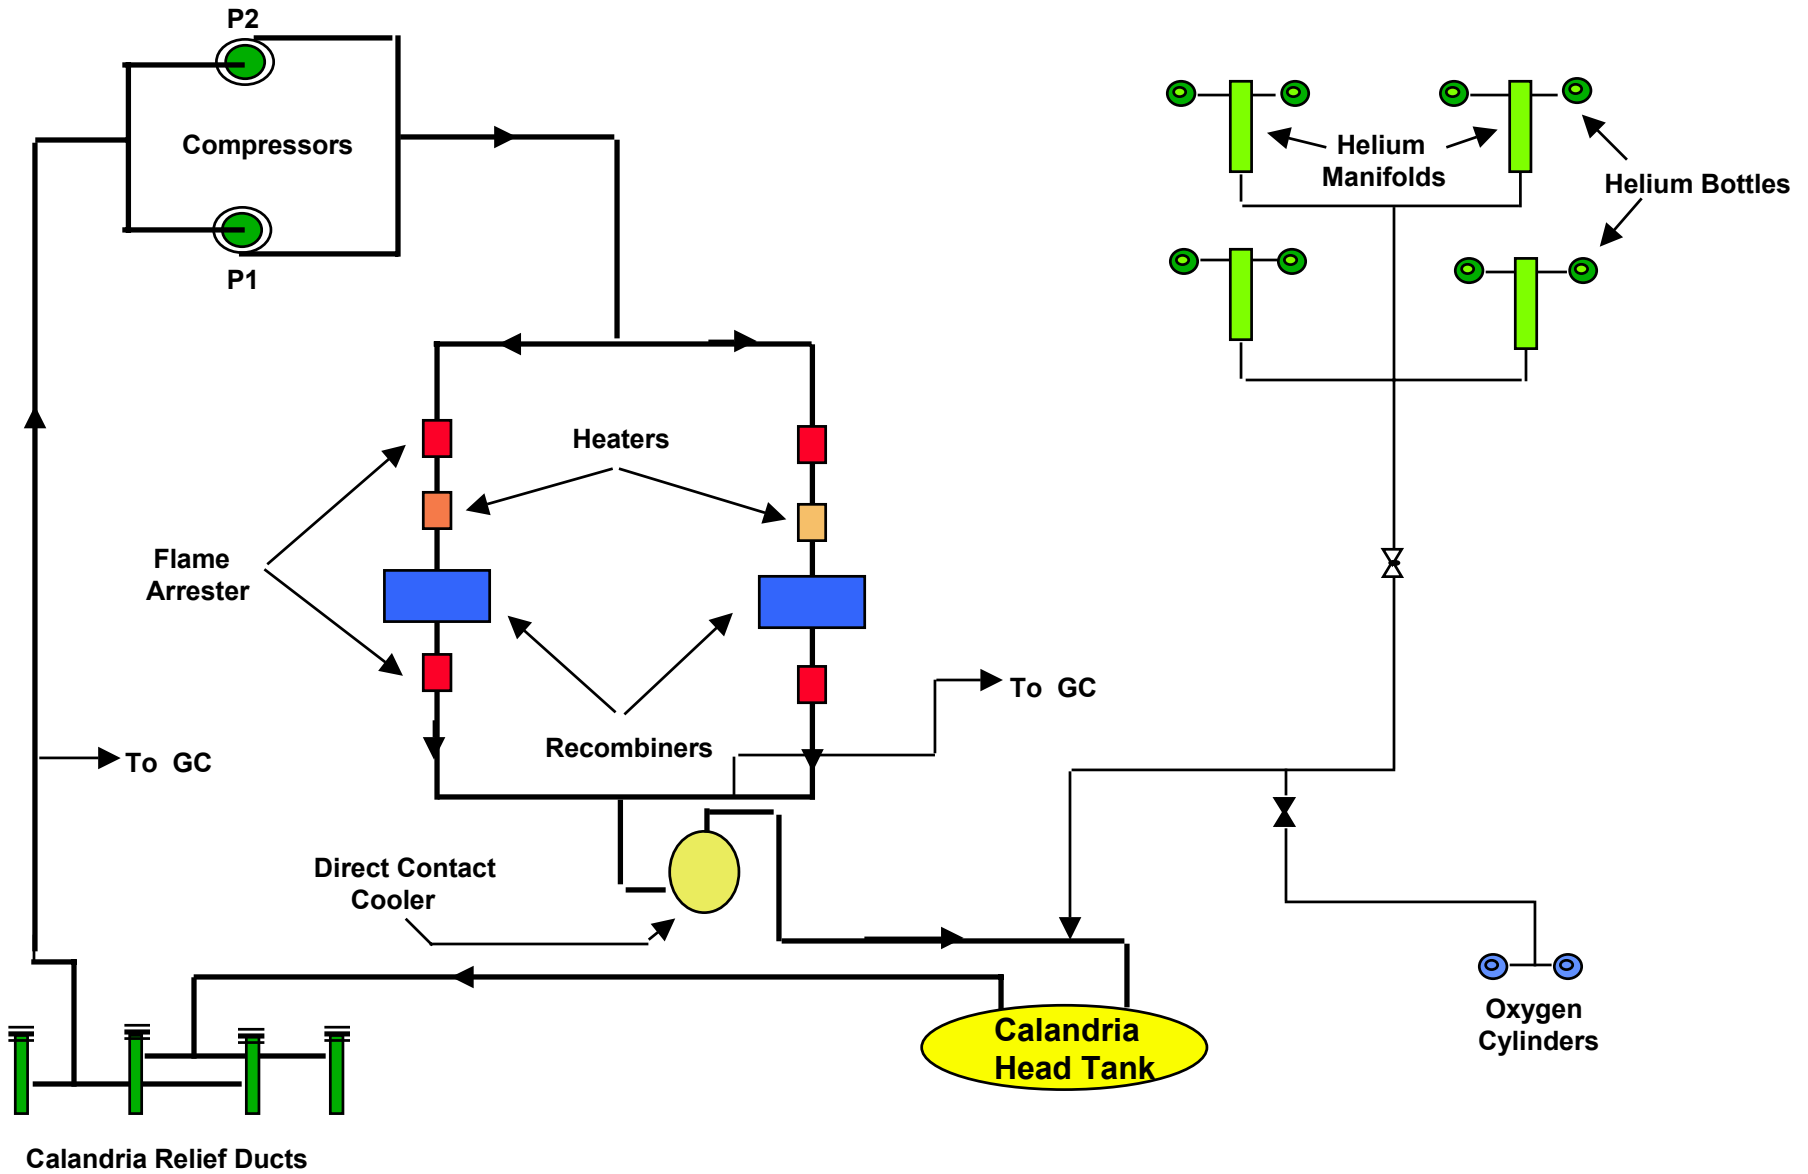 P2
Compressors
P1
Helium
Manifolds
Helium Bottles
Heaters
Flame
Arrester
Recombiners
To GC
To GC
Direct Contact
Cooler
Calandria
Head Tank
Oxygen
Cylinders
Calandria Relief Ducts